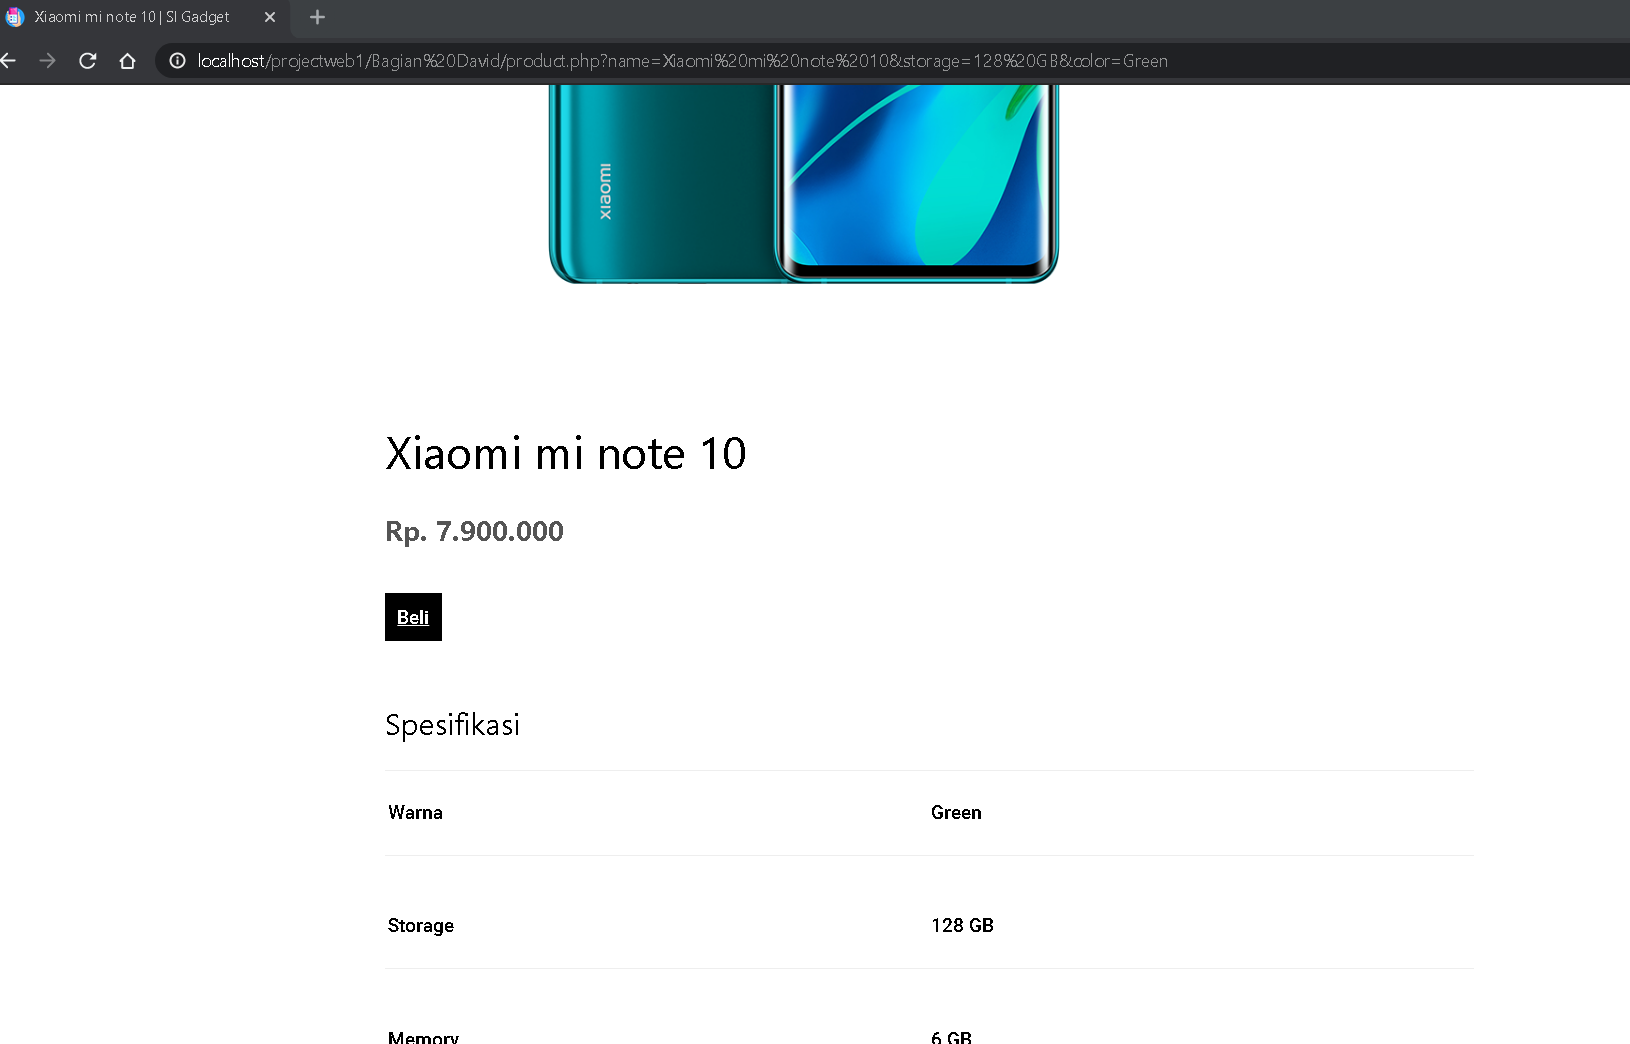 Xiaomi mi note 10 | SI Gadget
localhost/projectweb1/Bagian%20David/product.php?name=Xiaomi%20mi%20note%2010&storage=128%20GB&color=Green
xiaomi
Xiaomi mi note 10
Rp. 7.900.000
Beli
Spesifikasi
Warna Green
Storage 128 GB
Memory 6 GB